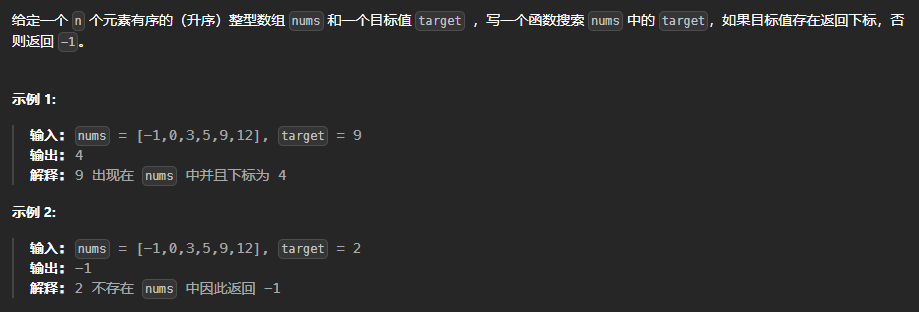 给定一个 n 个元素有序的（升序）整型数组 nums 和一个目标值 target ，写一个函数搜索 nums 中的 target，如果目标值存在返回下标，否
则返回 -1。
示例 1:
输入: nums = [-1,0,3,5,9,12], target = 9
输出: 4
解释: 9 出现在 nums 中并且下标为 4
示例 2:
输入: nums = [-1,0,3,5,9,12], target = 2
输出: -1
解释: 2 不存在 nums 中因此返回 -1